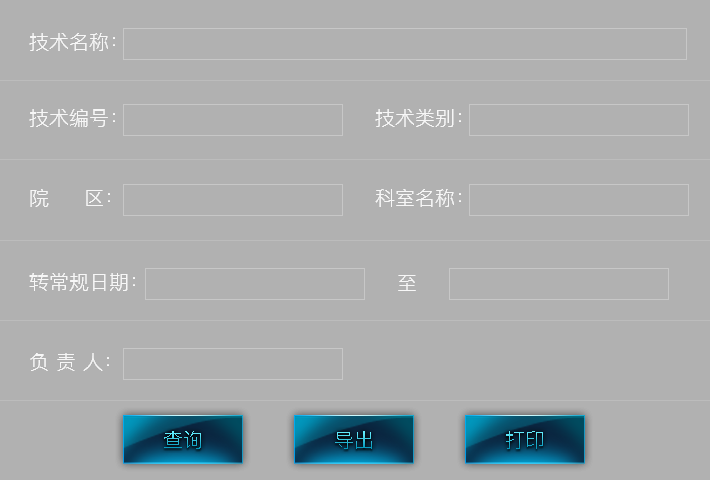 技术名称：
技术编号： 技术类别：
院 区： 科室名称：
转常规日期： 至
负 责 人：
查询 导出 打印